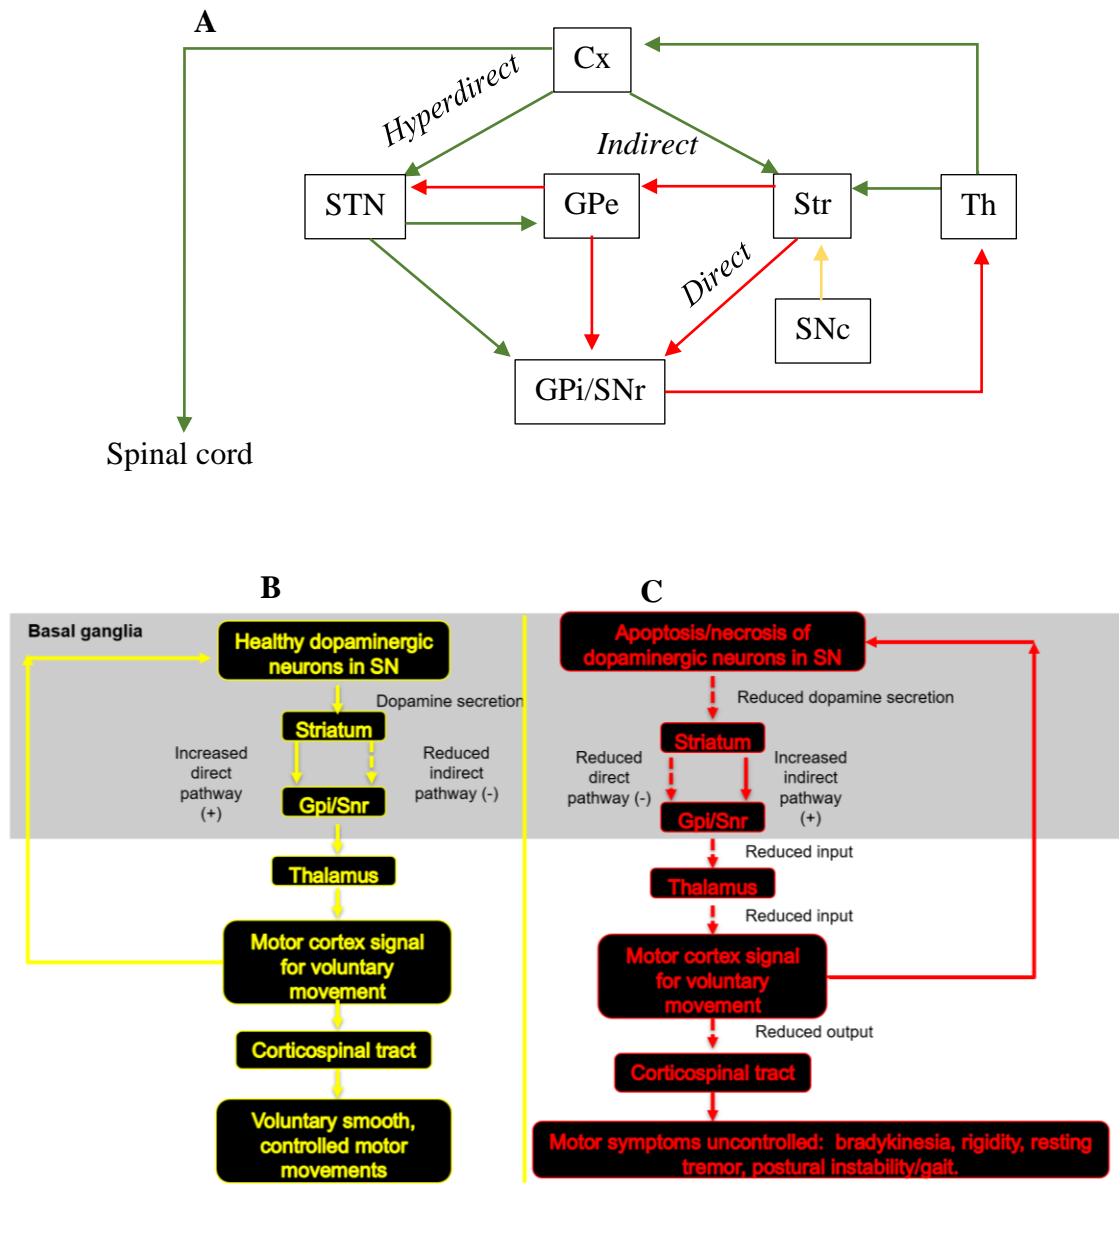 A
Cx
Hyperdirect
Indirect
STN
GPe
Str
Th
Direct
SNc
GPi/SNr
Spinal cord
B
Basal ganglia
Healthy dopaminergic
neurons in SN
Dopamine secretion
Striatum
Increased
direct
pathway
(+)
Reduced
indirect
pathway (-)
Gpi/Snr
Thalamus
Motor cortex signal
for voluntary
movement
Corticospinal tract
Voluntary smooth,
controlled motor
movements
C
Apoptosis/necrosis of
dopaminergic neurons in SN
Reduced dopamine secretion
Striatum
Reduced
direct
pathway (-)
Increased
indirect
pathway
(+)
Gpi/Snr
Reduced input
Thalamus
Reduced input
Motor cortex signal
for voluntary
movement
Reduced output
Corticospinal tract
Motor symptoms uncontrolled: bradykinesia, rigidity, resting
tremor, postural instability/gait.